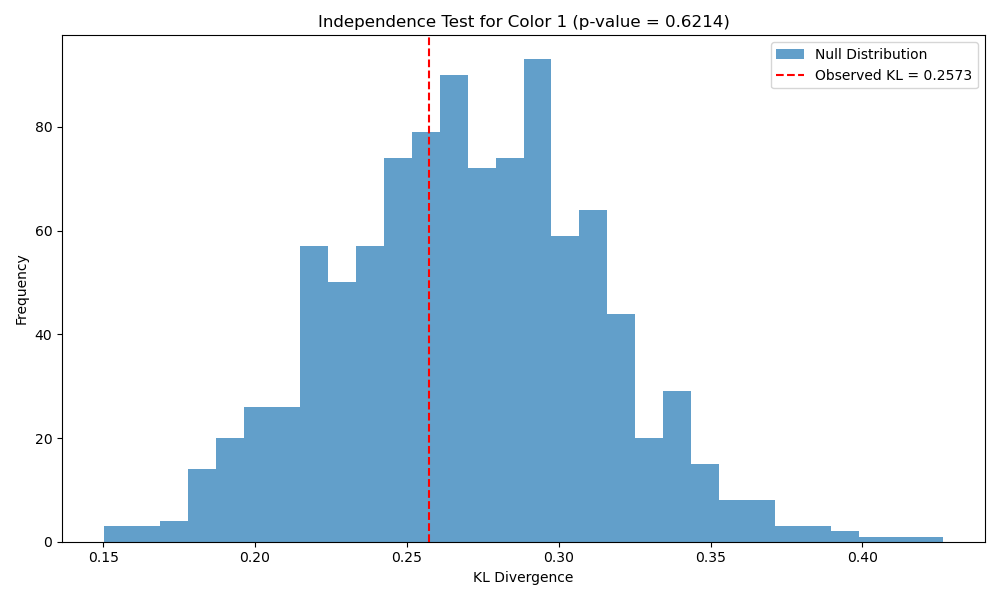 Independence Test for Color 1 (p-value = 0.6214)
Null Distribution
Observed KL = 0.2573
80
60
40
20
0
Frequency
0.15 0.20 0.25 0.30 0.35 0.40
KL Divergence